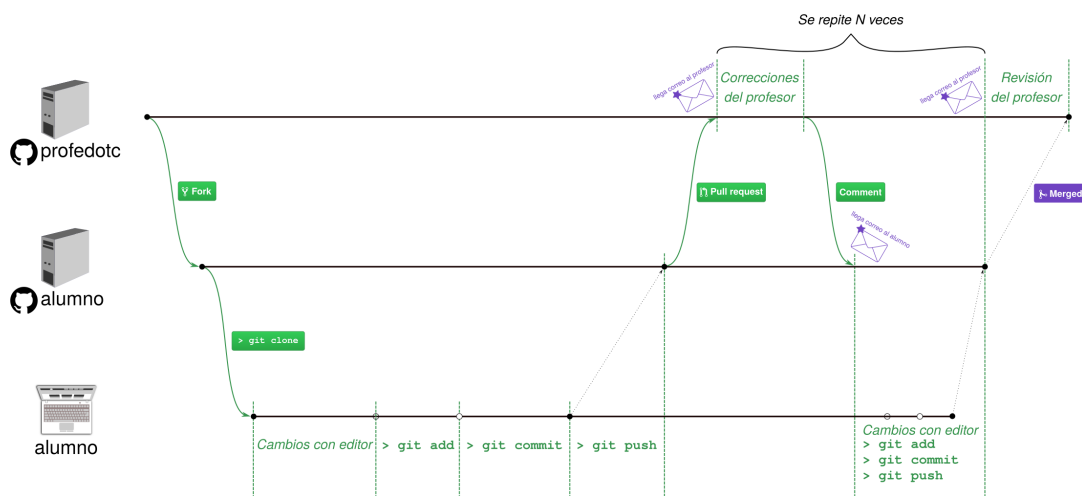 Se repite N veces
llega correo al profesor
Correcciones
del profesor
llega correo al profesor
Revisión
del profesor
profedotc
Fork
Pull request
Comment
Merged
llega correo al alumno
alumno
> git clone
alumno
Cambios con editor
> git add
> git commit
> git push
Cambios con editor
> git add
> git commit
> git push